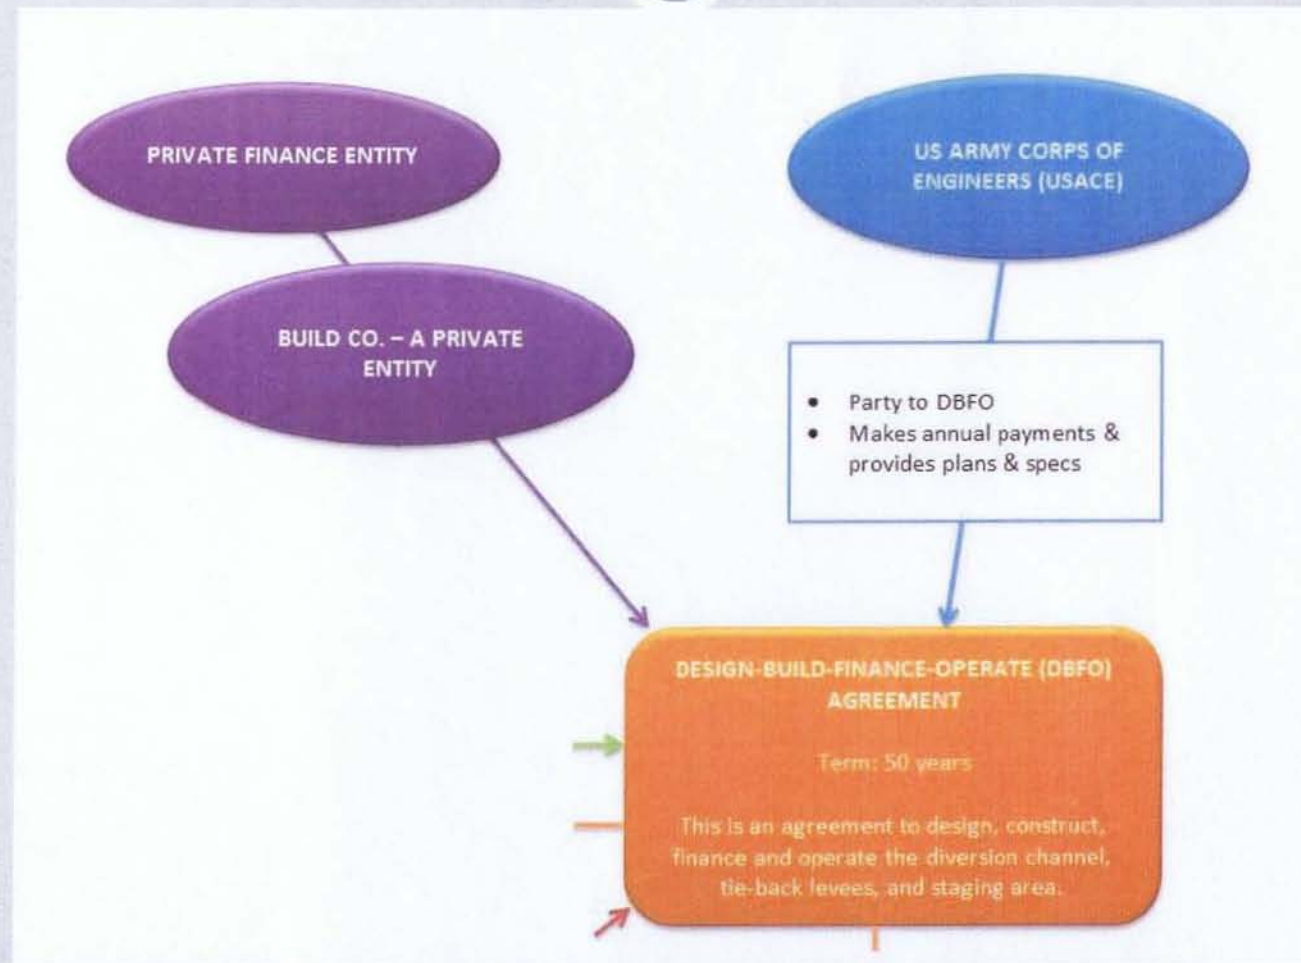 PRIVATE FINANCE ENTITY
US ARMY CORPS OF
ENGINEERS (USACE)
BUILD CO. – A PRIVATE
ENTITY
• Party to DBFO
• Makes annual payments &
provides plans & specs
DESIGN-BUILD-FINANCE-OPERATE (DBFO)
AGREEMENT
Term: 50 years
This is an agreement to design, construct,
finance and operate the diversion channel,
tie-back levees, and staging area.